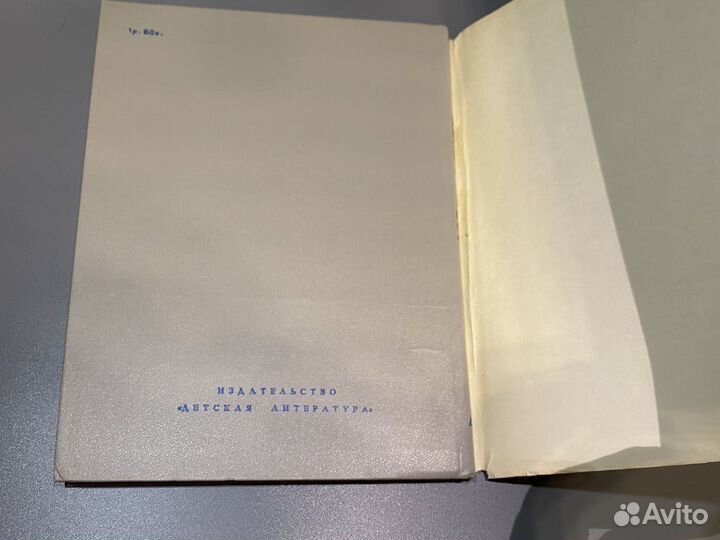 1р. 60к.
ИЗДАТЕЛЬСТВО
«ДЕТСКАЯ ЛИТЕРАТУРА»
Avito